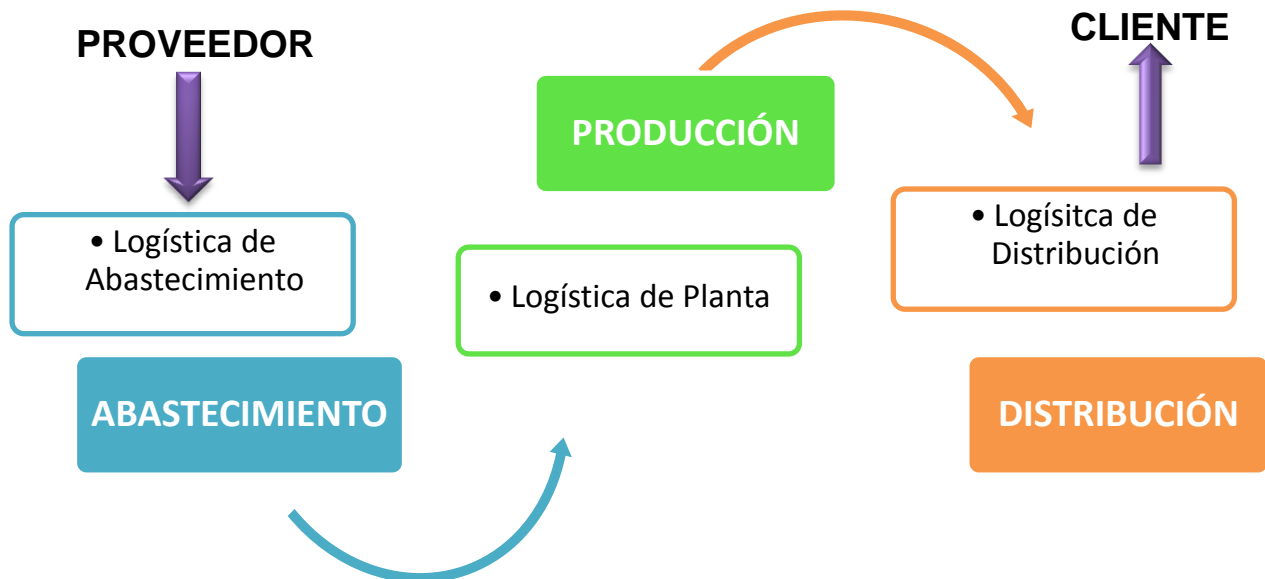 PROVEEDOR
CLIENTE
PRODUCCIÓN
• Logística de
Abastecimiento
• Logística de Planta
• Logísitca de
Distribución
ABASTECIMIENTO
DISTRIBUCIÓN